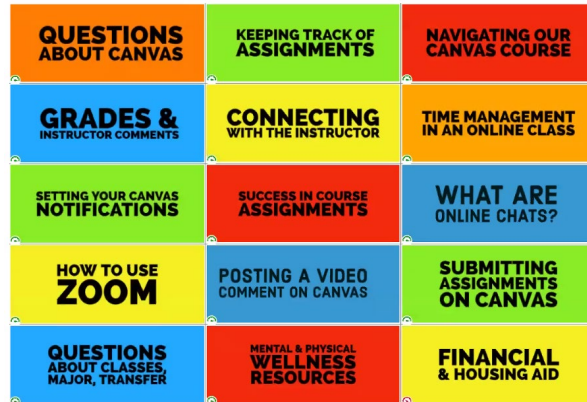 QUESTIONS
ABOUT CANVAS
KEEPING TRACK OF
ASSIGNMENTS
NAVIGATING OUR
CANVAS COURSE
GRADES &
INSTRUCTOR COMMENTS
CONNECTING
WITH THE INSTRUCTOR
TIME MANAGEMENT
IN AN ONLINE CLASS
SETTING YOUR CANVAS
NOTIFICATIONS
SUCCESS IN COURSE
ASSIGNMENTS
WHAT ARE
ONLINE CHATS?
HOW TO USE
ZOOM
POSTING A VIDEO
COMMENT ON CANVAS
SUBMITTING
ASSIGNMENTS
ON CANVAS
QUESTIONS
ABOUT CLASSES,
MAJOR, TRANSFER
MENTAL & PHYSICAL
WELLNESS
RESOURCES
FINANCIAL
& HOUSING AID